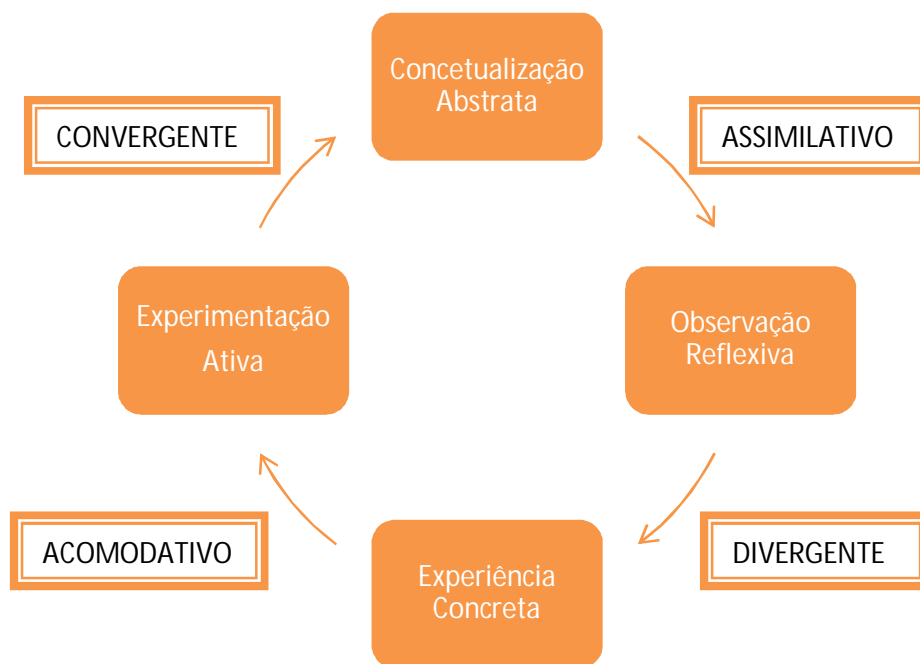 Concetualização
Abstrata
CONVERGENTE
ASSIMILATIVO
Experimentação
Ativa
Observação
Reflexiva
ACOMODATIVO
DIVERGENTE
Experiência
Concreta